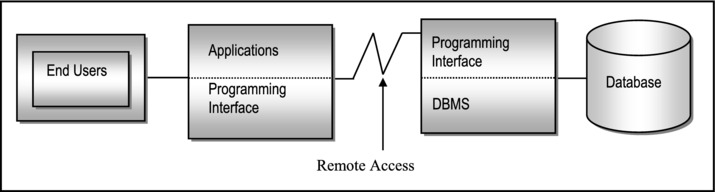 End Users
Applications
Programming
Interface
Programming
Interface
DBMS
Database
Remote Access